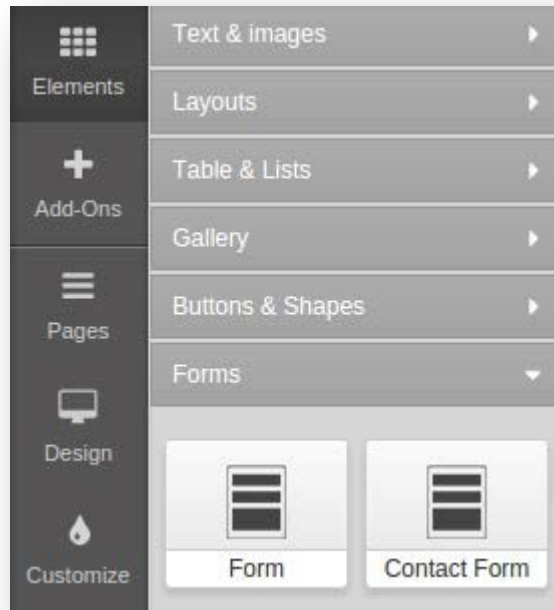 Elements
Add-Ons
Pages
Design
Customize
Text & images
Layouts
Table & Lists
Gallery
Buttons & Shapes
Forms
Form
Contact Form